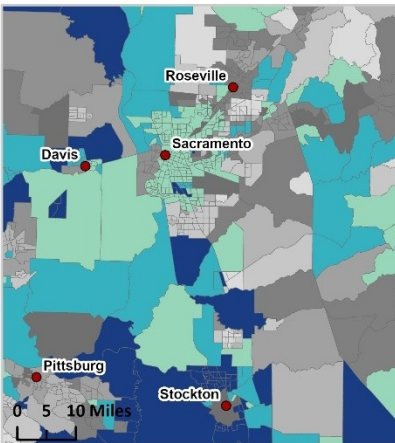 Roseville
Sacramento
Davis
Pittsburg
Stockton
0 5 10 Miles